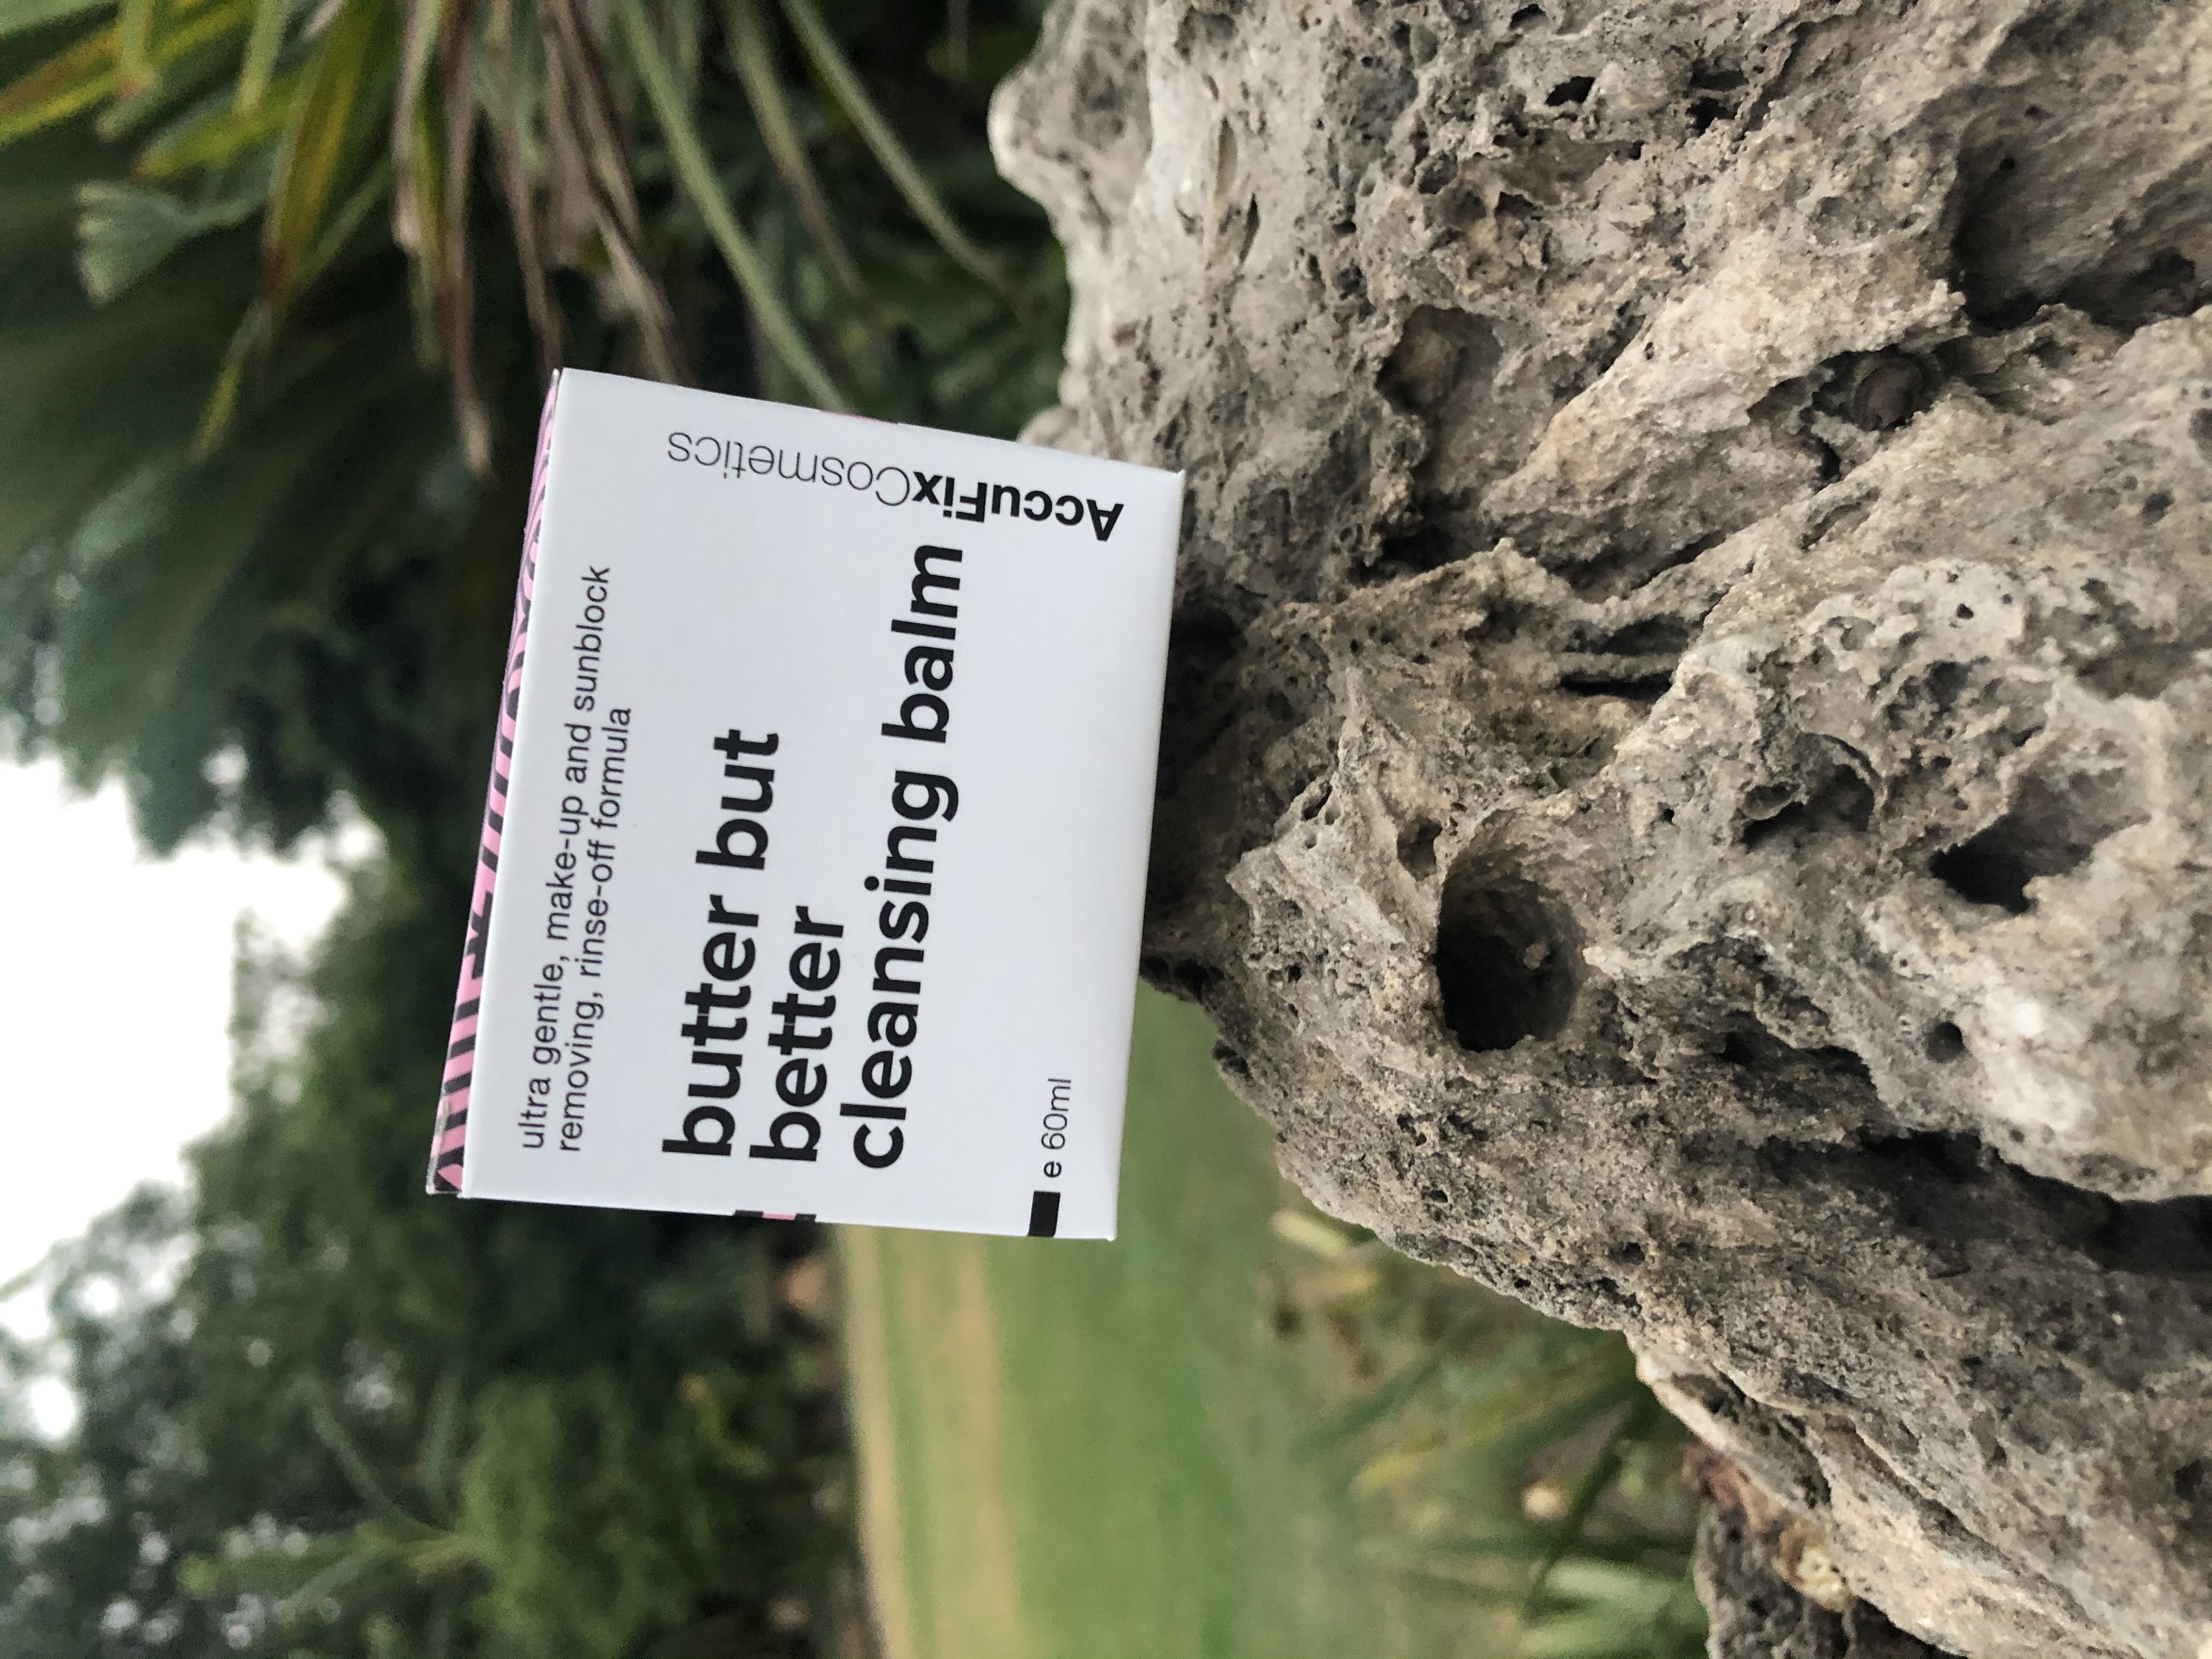 ultra gentle, make-up and sunblock
removing, rinse-off formula
butter but
better
cleansing balm
e 60ml
AccuFixCosmetics